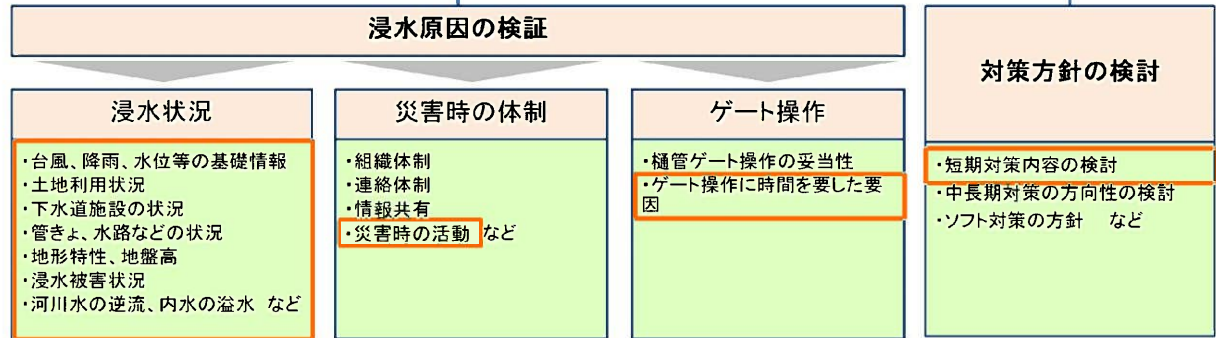 浸水原因の検証
浸水状況
・台風、降雨、水位等の基礎情報
・土地利用状況
・下水道施設の状況
・管きょ、水路などの状況
・地形特性、地盤高
・浸水被害状況
・河川水の逆流、内水の溢水 など
災害時の体制
・組織体制
・連絡体制
・情報共有
・災害時の活動 など
ゲート操作
・樋管ゲート操作の妥当性
・ゲート操作に時間を要した要
因
対策方針の検討
・短期対策内容の検討
・中長期対策の方向性の検討
・ソフト対策の方針 など